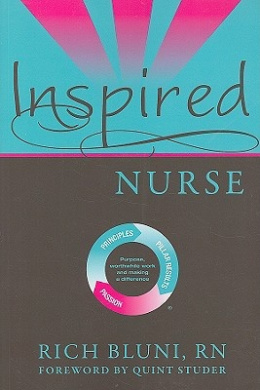 Inspired
NURSE
PRINCIPLES
PILLAR RESULTS
PASSION
Purpose,
worthwhile work
and making
a difference
®
RICH BLUNI, RN
FOREWORD BY QUINT STUDER